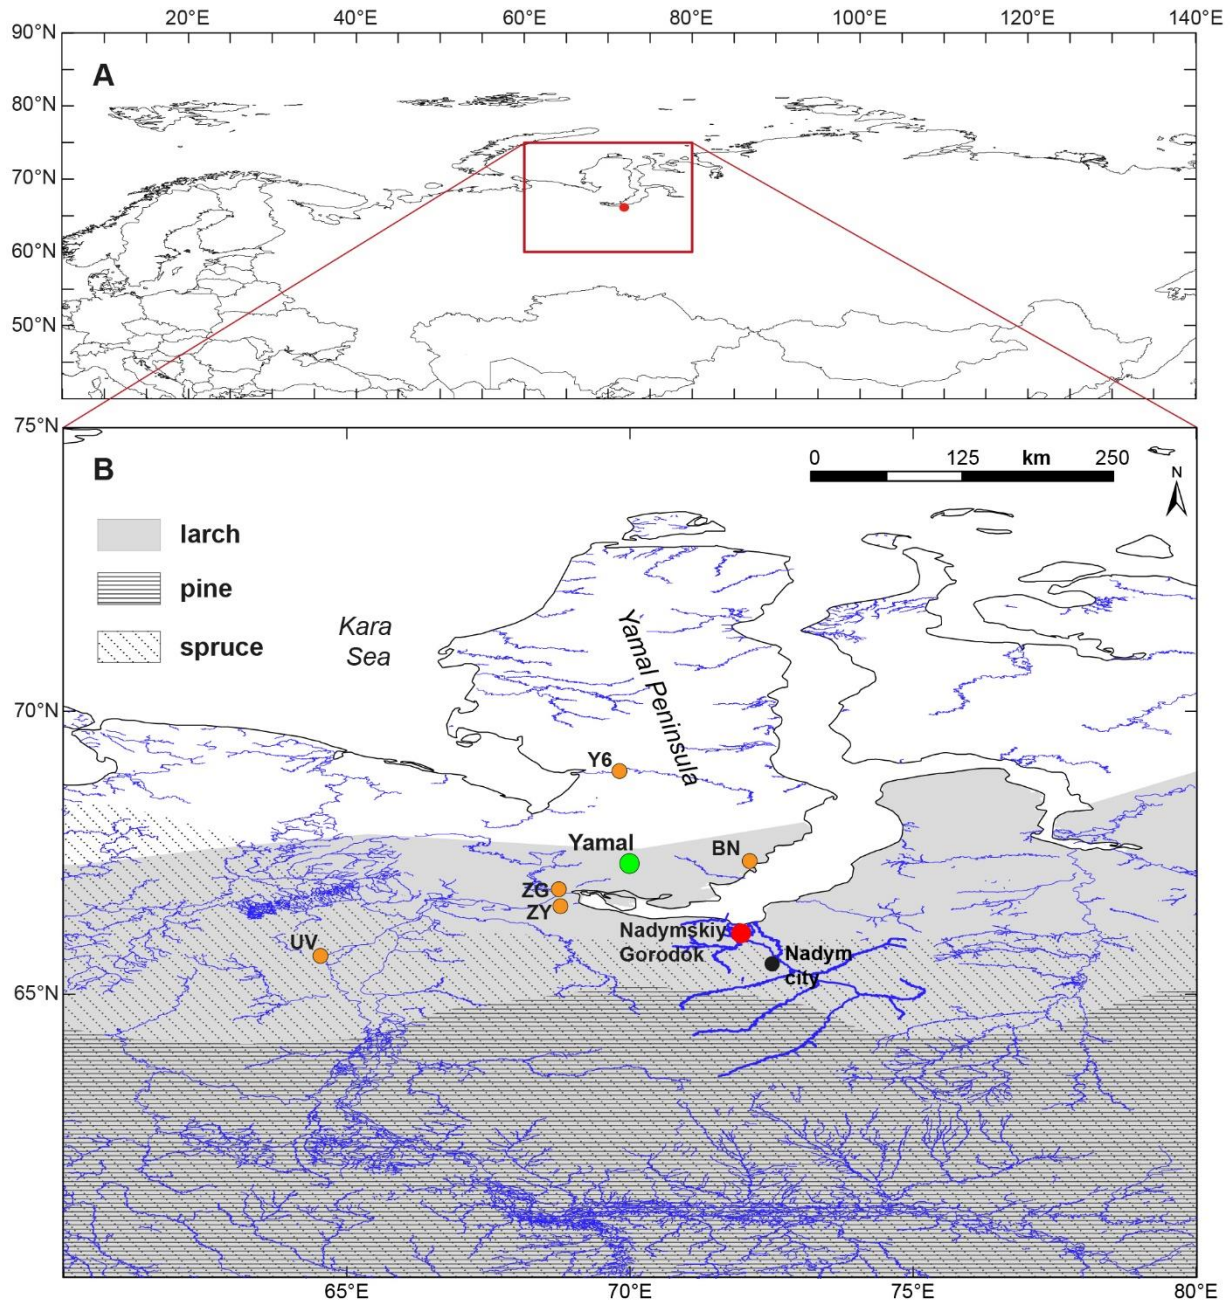 20°E 40°E 60°E 80°E 100°E 120°E 140°E
90°N
A
80°N
70°N
60°N
50°N
75°N
B
0 125 km 250
N
larch
pine
spruce
Kara
Sea
Yamal Peninsula
70°N
Y6
Yamal
BN
ZG
ZY
Nadymskiy
Gorodok
UV
Nadym
city
65°N
65°E 70°E 75°E 80°E